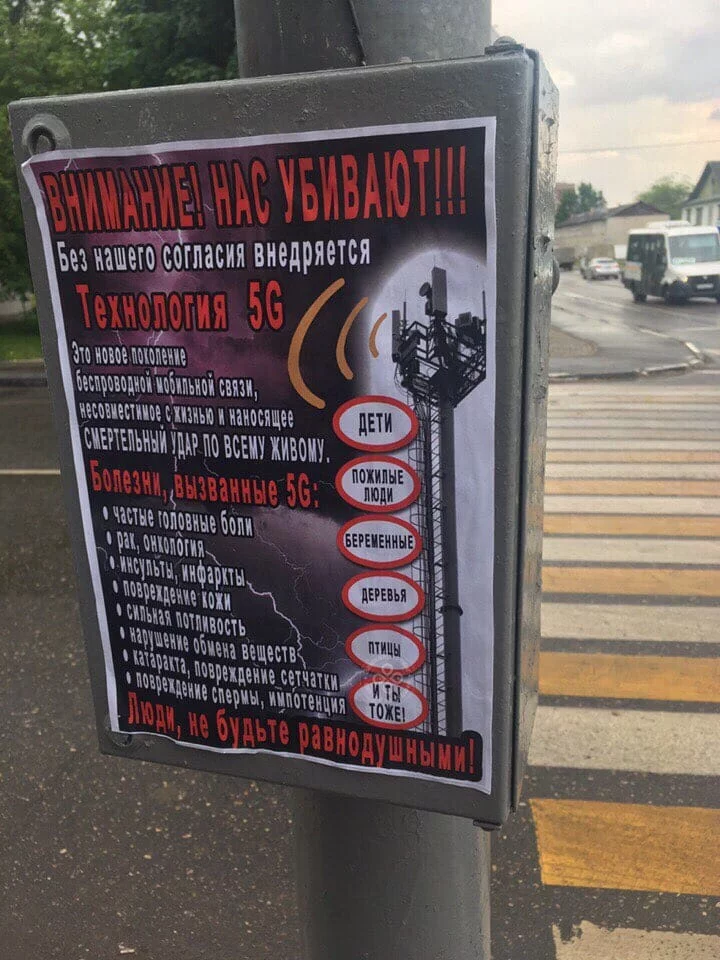 ВНИМАНИЕ! НАС УБИВАЮТ!!!
Без нашего согласия внедряется
Технология 5G
Это новое поколение
беспроводной мобильной связи,
несовместимое с жизнью и наносящее
СМЕРТЕЛЬНЫЙ УДАР ПО ВСЕМУ ЖИВОМУ.
Болезни, вызванные 5G:
• частые головные боли
• рак, онкология
• инсульты, инфаркты
• повреждение кожи
• сильная потливость
• нарушение обмена веществ
• катаракта, повреждение сетчатки
• повреждение спермы, импотенция
ДЕТИ
ПОЖИЛЫЕ
ЛЮДИ
БЕРЕМЕННЫЕ
ДЕРЕВЬЯ
ПТИЦЫ
И ТЫ
ТОЖЕ!
Люди, не будьте равнодушными!